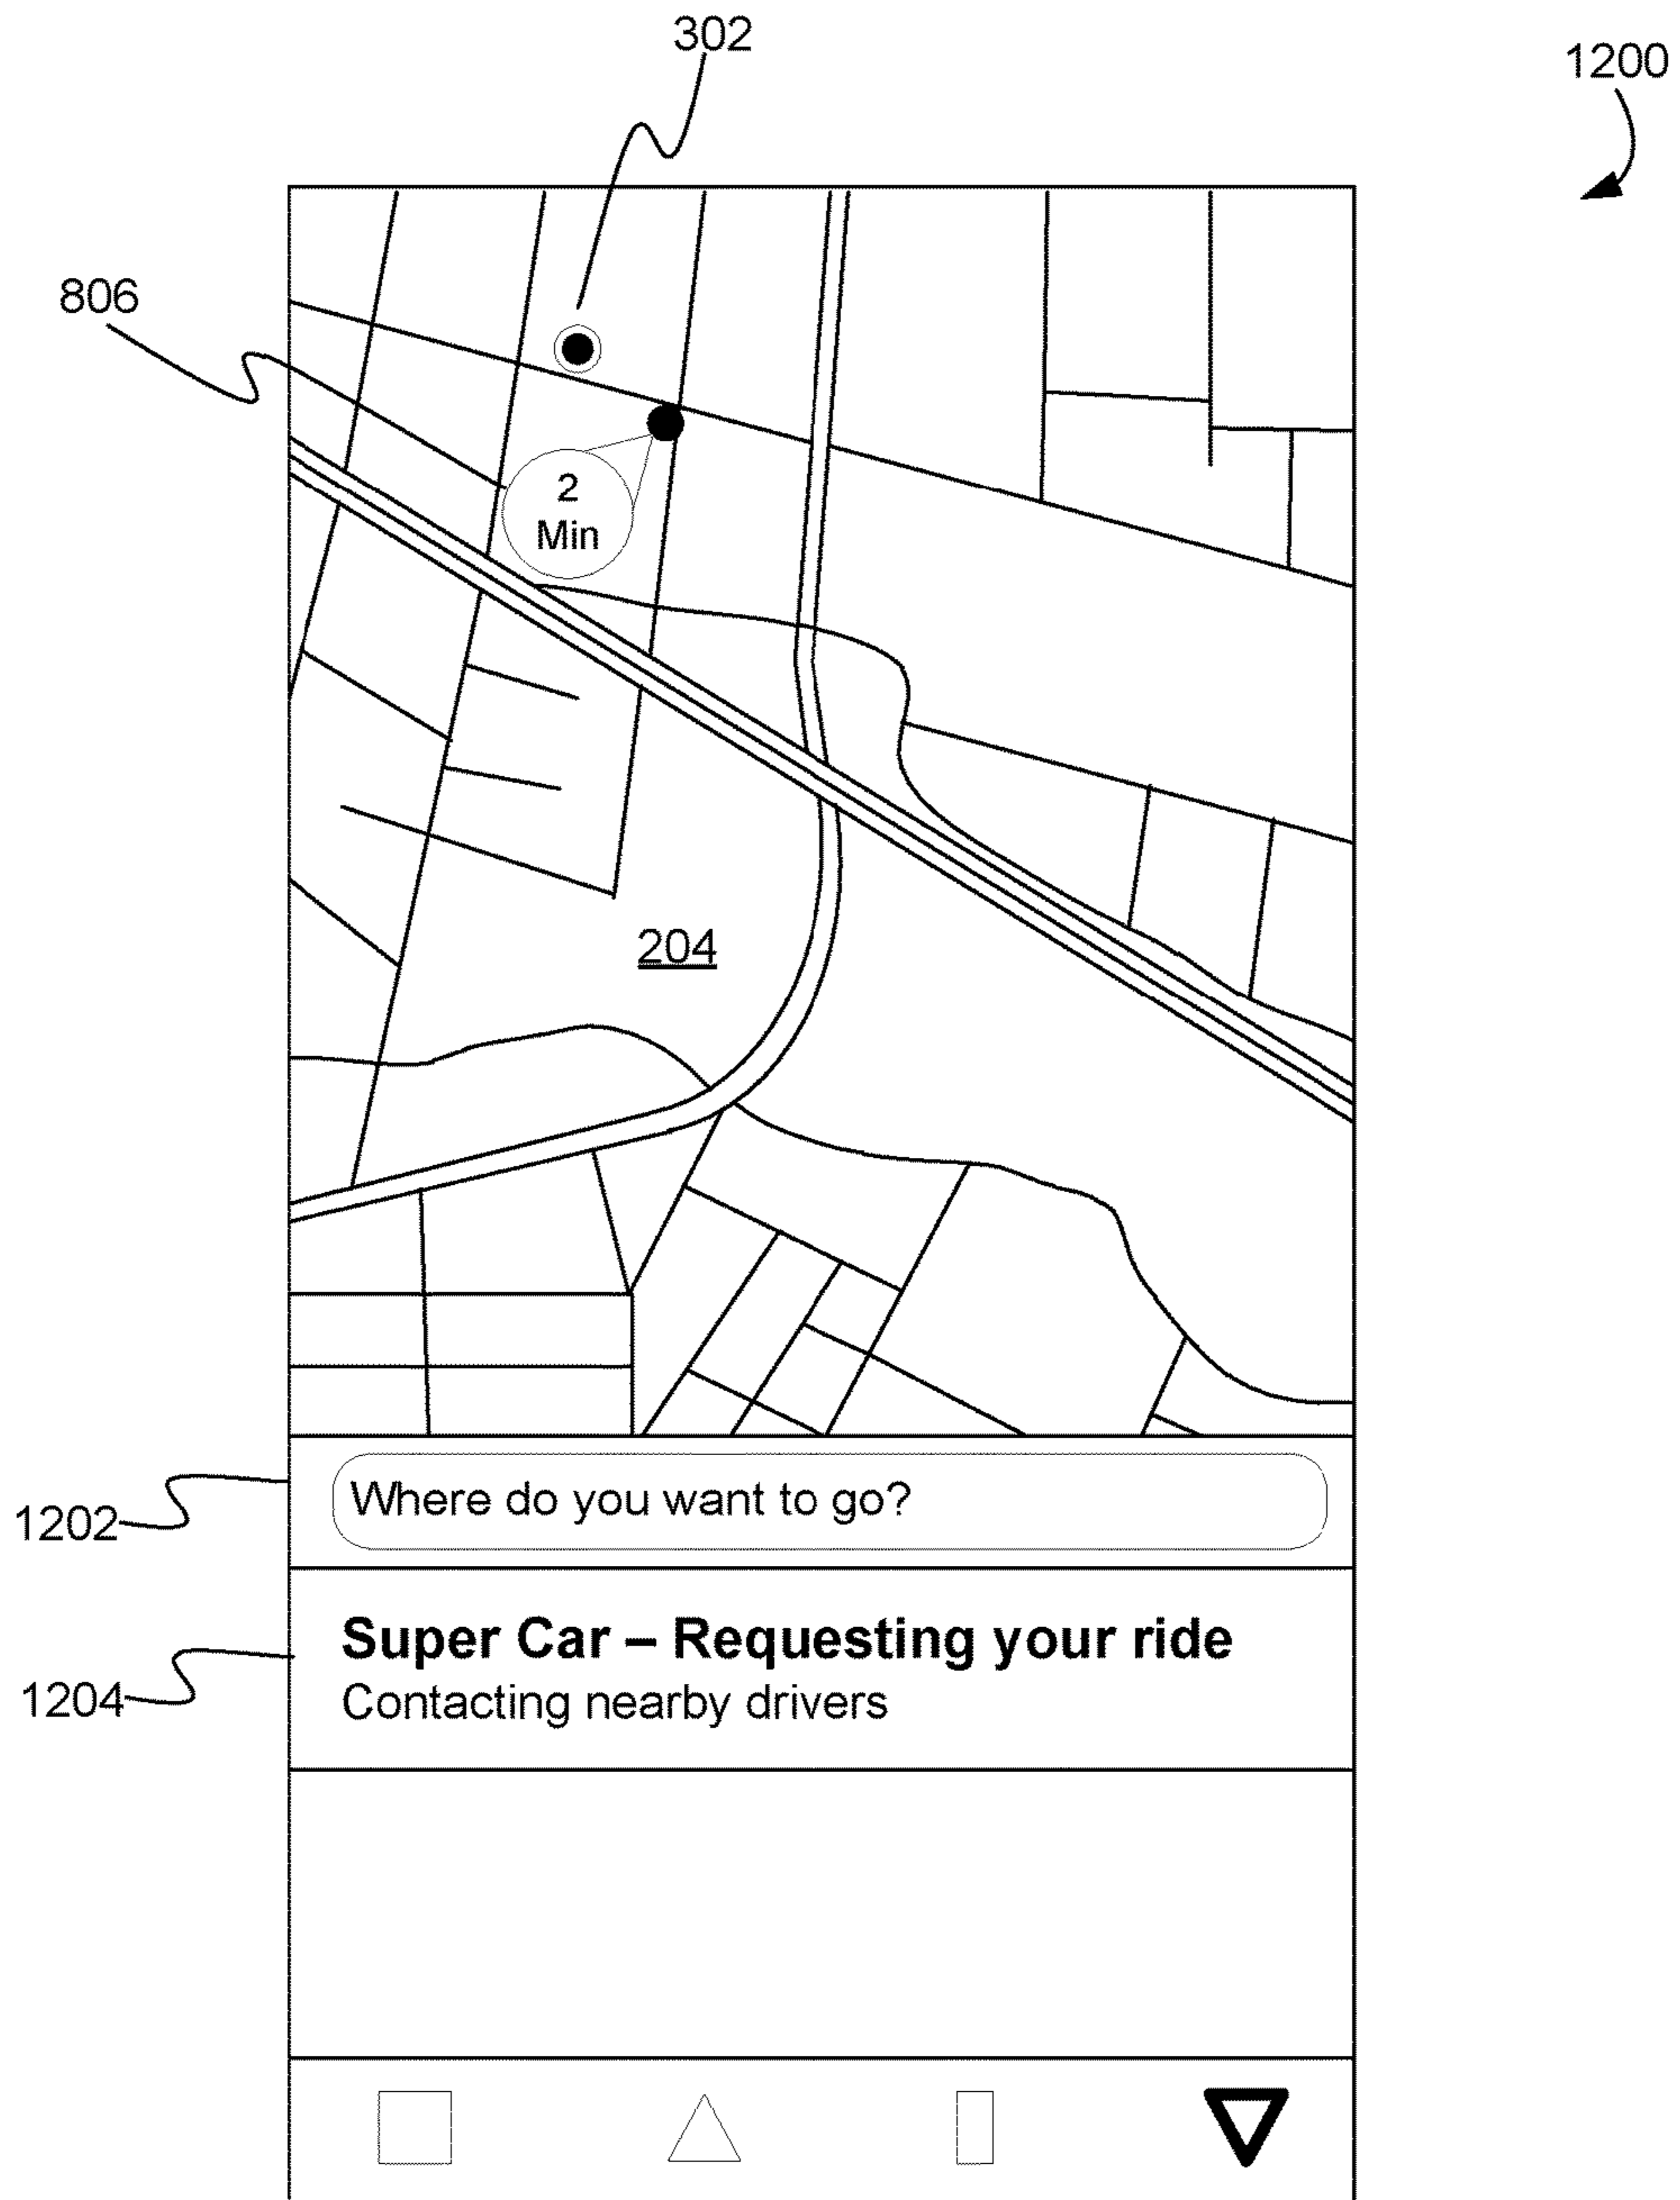 302
1200
806
2
Min
204
Where do you want to go?
1202
Super Car – Requesting your ride
1204
Contacting nearby drivers